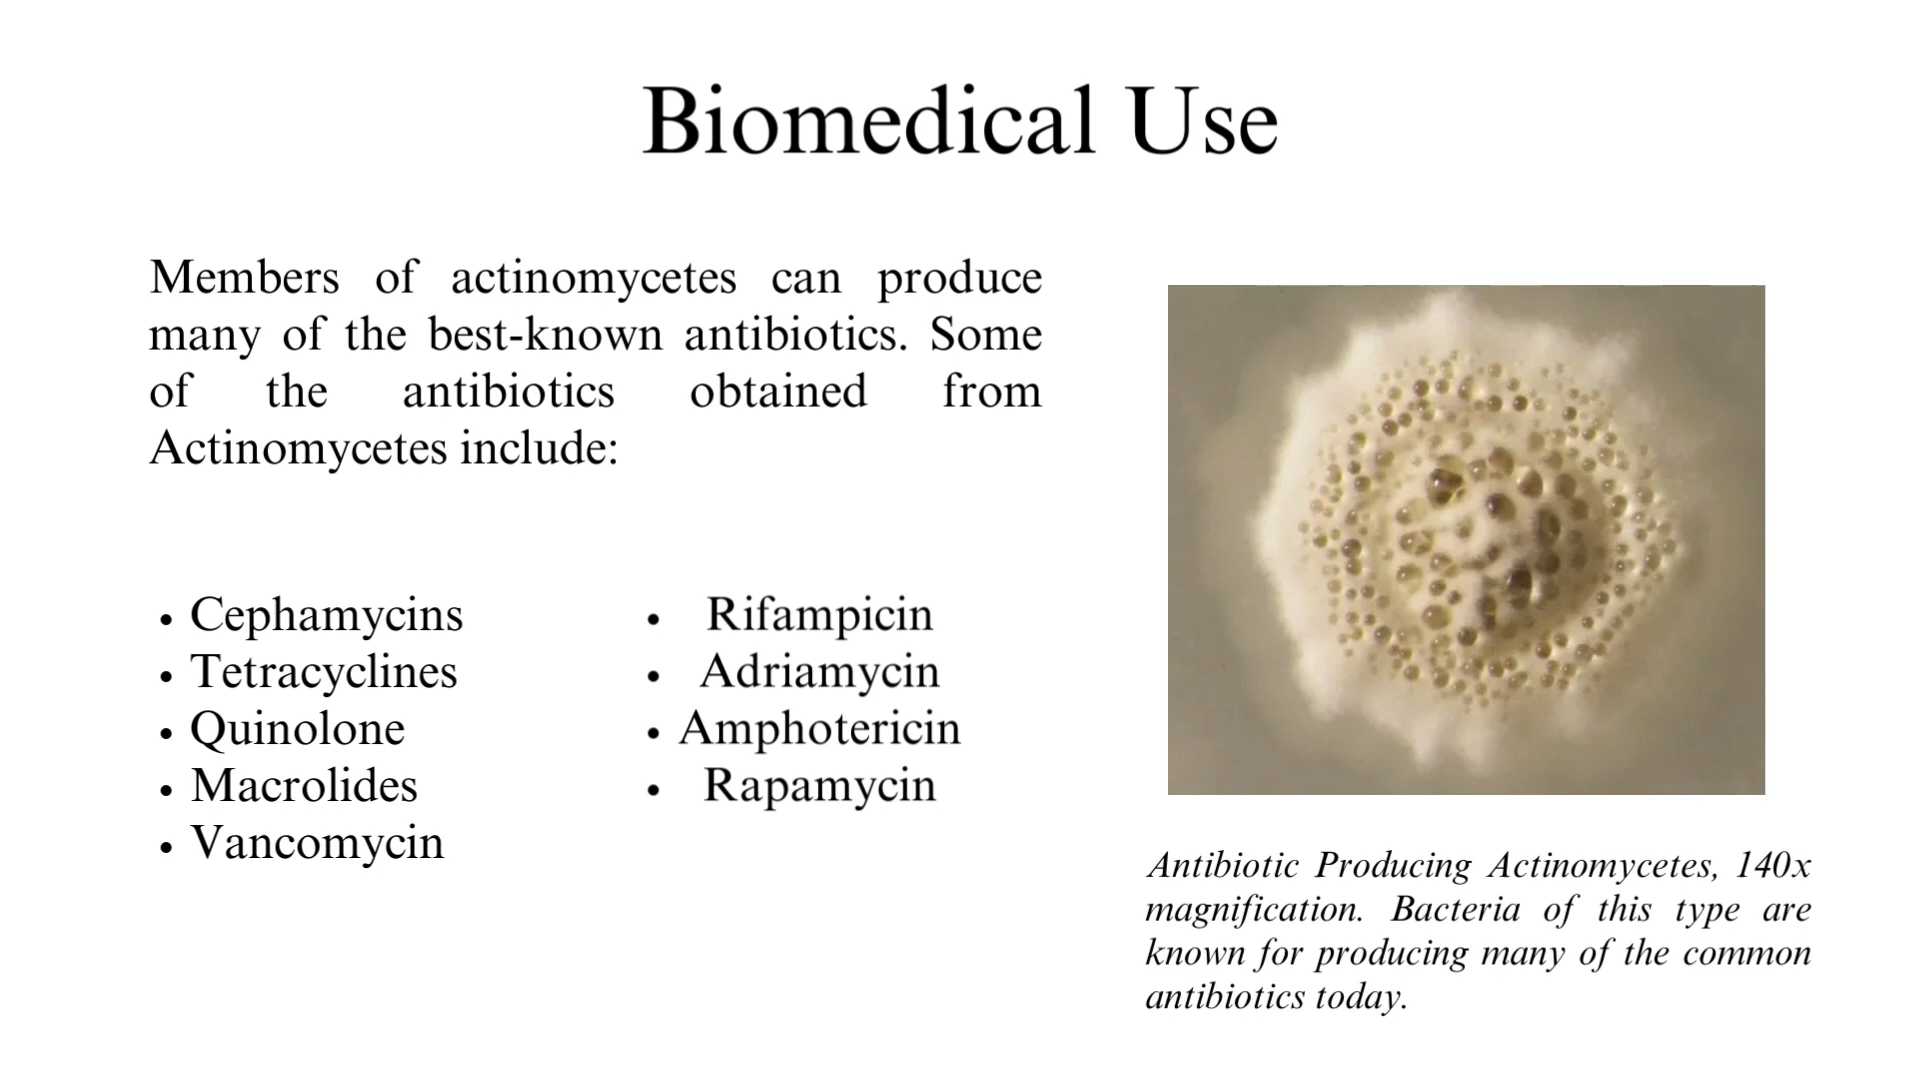 Biomedical Use
Members of actinomycetes can produce
many of the best-known antibiotics. Some
of the antibiotics obtained from
Actinomycetes include:
• Cephamycins
• Tetracyclines
• Quinolone
• Macrolides
• Vancomycin
• Rifampicin
• Adriamycin
• Amphotericin
• Rapamycin
Antibiotic Producing Actinomycetes, 140x
magnification. Bacteria of this type are
known for producing many of the common
antibiotics today.